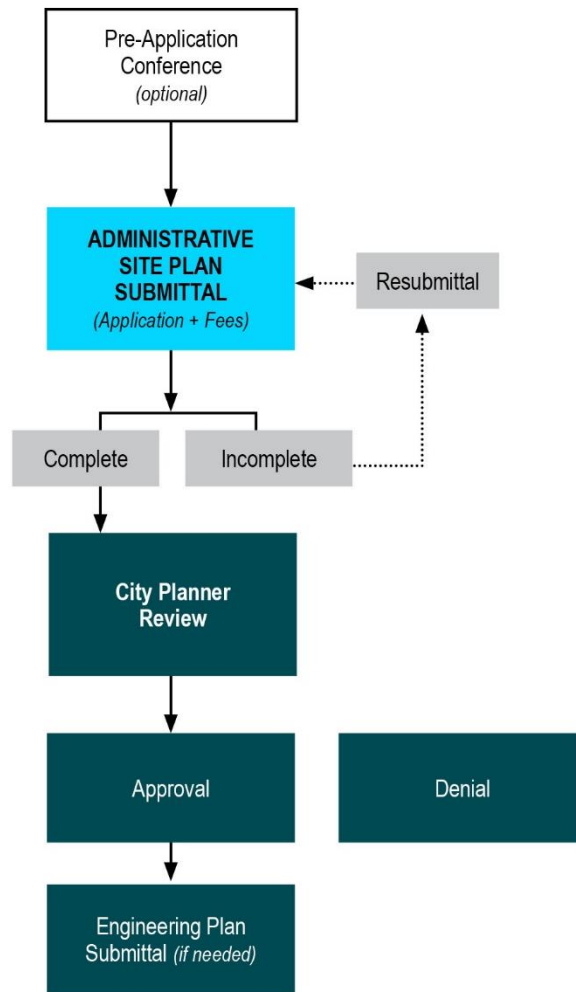 Pre-Application
Conference
(optional)
ADMINISTRATIVE
SITE PLAN
SUBMITTAL
(Application + Fees)
Resubmittal
Complete
Incomplete
City Planner
Review
Approval
Denial
Engineering Plan
Submittal (if needed)